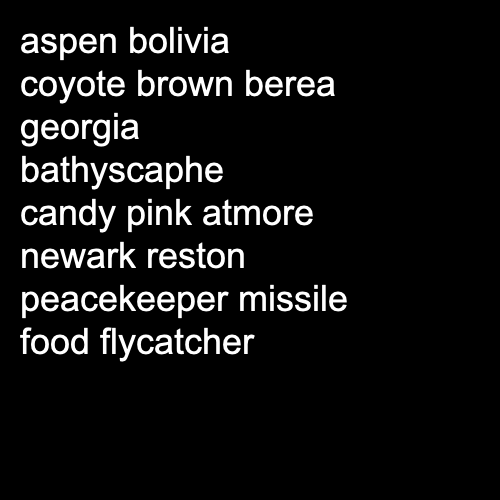 aspen bolivia
coyote brown berea
georgia
bathyscaphe
candy pink atmore
newark reston
peacekeeper missile
food flycatcher